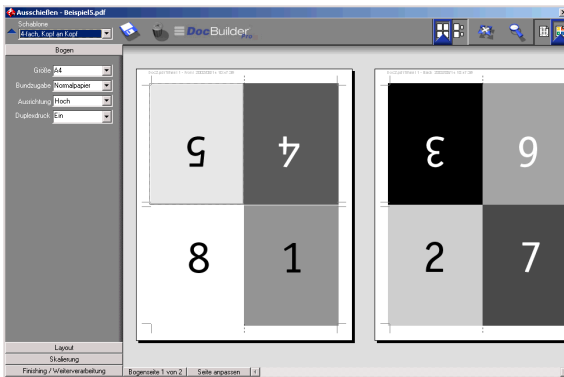 Ausschießen - Beispiel5.pdf
Schablone
4-fach, Kopf an Kopf
DocBuilder Pro
Bogen
Größe A4
Bundzugabe Normalpapier
Ausrichtung Hoch
Duplexdruck Ein
5 4
3 6
8 1
2 7
Layout
Skalierung
Finishing / Weiterverarbeitung
Bogenseite 1 von 2 Seite anpassen